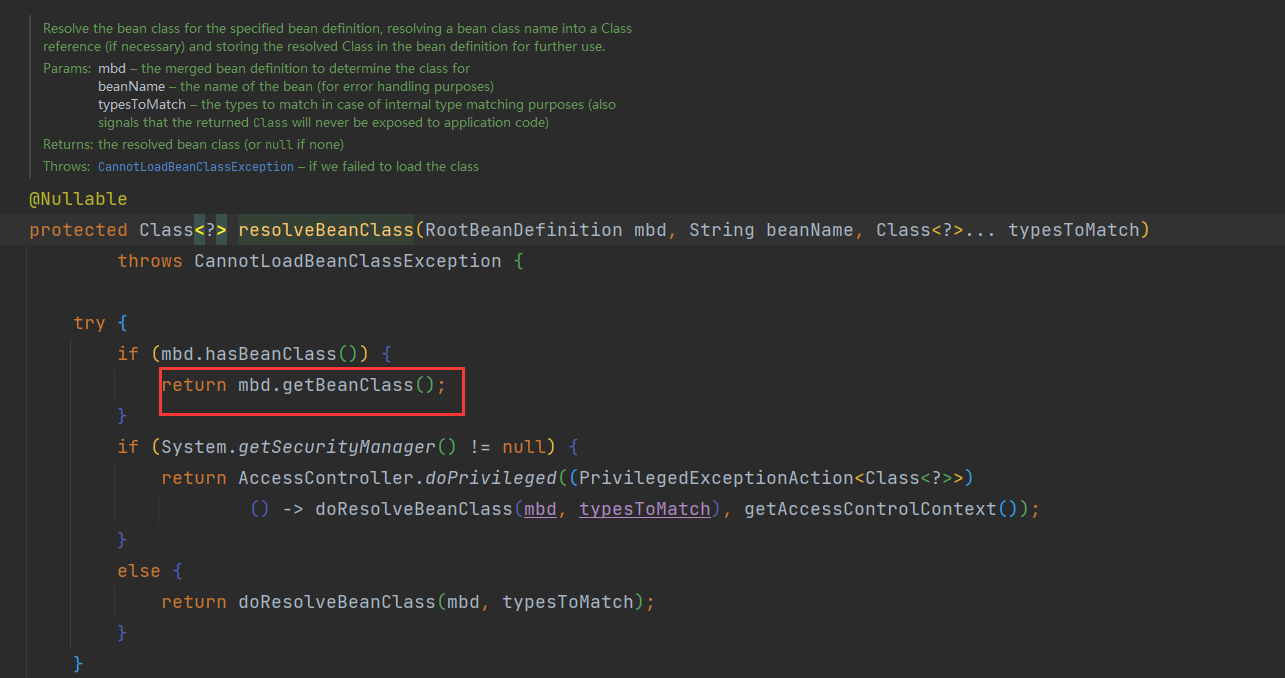 Resolve the bean class for the specified bean definition, resolving a bean class name into a Class
reference (if necessary) and storing the resolved Class in the bean definition for further use.
Params: mbd – the merged bean definition to determine the class for
beanName – the name of the bean (for error handling purposes)
typesToMatch – the types to match in case of internal type matching purposes (also
signals that the returned Class will never be exposed to application code)
Returns: the resolved bean class (or null if none)
Throws: CannotLoadBeanClassException – if we failed to load the class
@Nullable
protected Class<?> resolveBeanClass(RootBeanDefinition mbd, String beanName, Class<?>... typesToMatch)
throws CannotLoadBeanClassException {
try {
if (mbd.hasBeanClass()) {
return mbd.getBeanClass();
}
if (System.getSecurityManager() != null) {
return AccessController.doPrivileged((PrivilegedExceptionAction<Class<?>>)
() -> doResolveBeanClass(mbd, typesToMatch), getAccessControlContext());
}
else {
return doResolveBeanClass(mbd, typesToMatch);
}
}